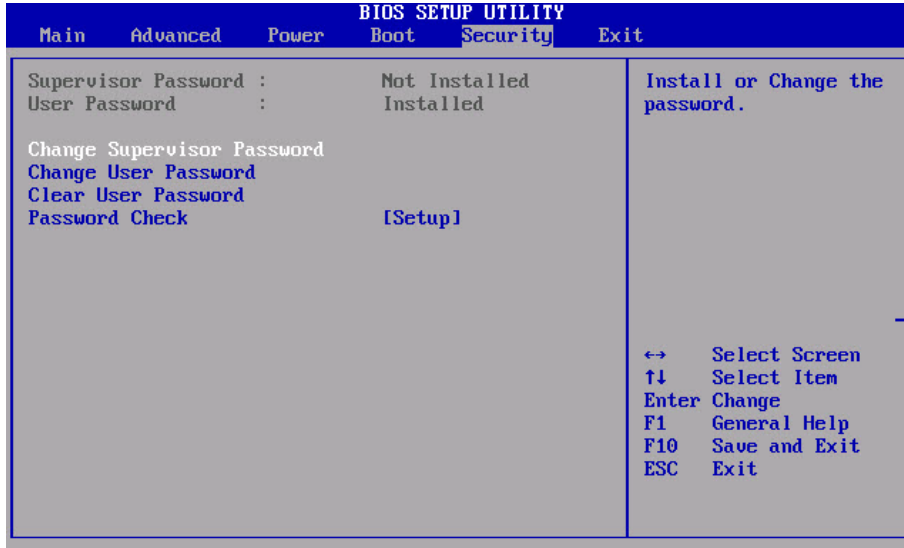 BIOS SETUP UTILITY
Main Advanced Power Boot Security Exit
Supervisor Password : Not Installed
User Password : Installed
Change Supervisor Password
Change User Password
Clear User Password
Password Check [Setup]
Install or Change the
password.
↔ Select Screen
↑↓ Select Item
Enter Change
F1 General Help
F10 Save and Exit
ESC Exit